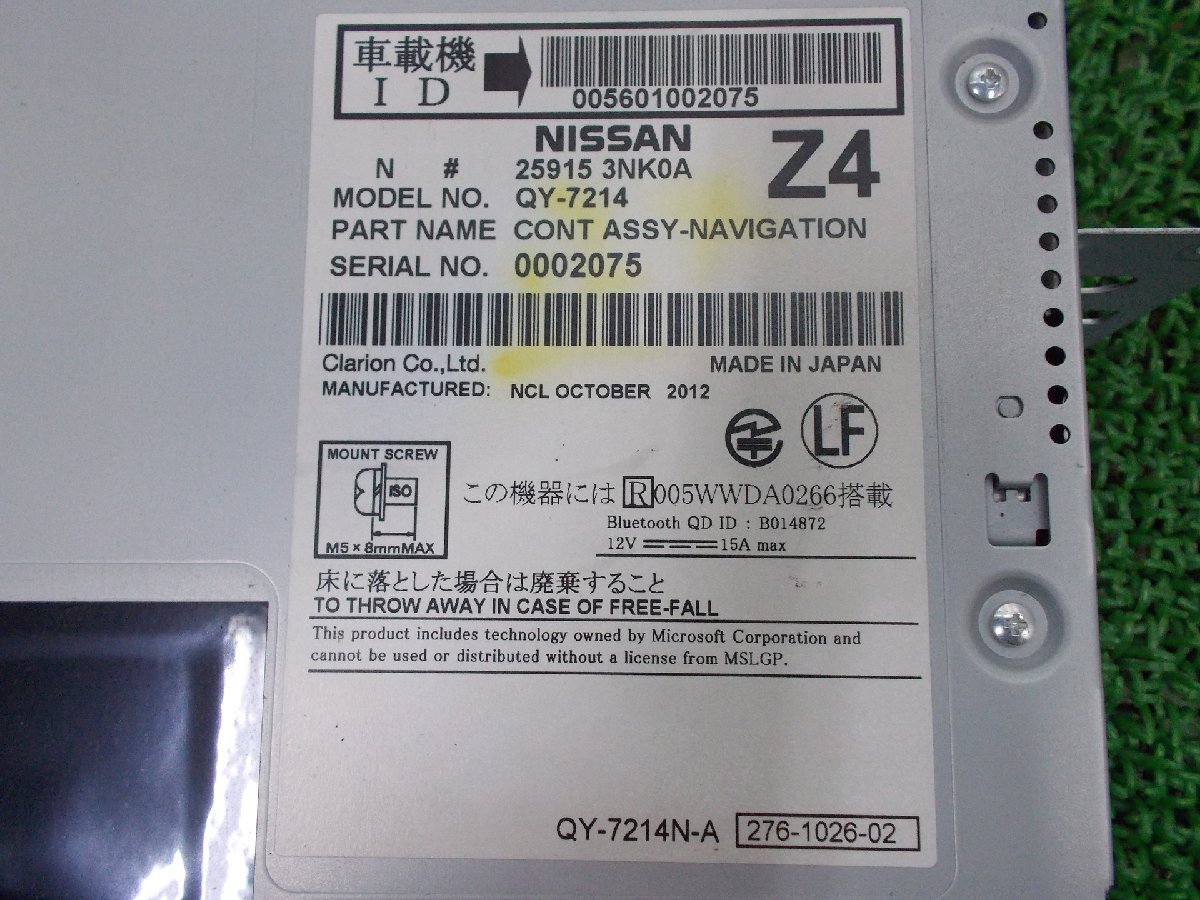 車載機
ID
005601002075
NISSAN
Z4
N # 25915 3NK0A
MODEL NO. QY-7214
PART NAME CONT ASSY-NAVIGATION
SERIAL NO. 0002075
Clarion Co.,Ltd. MADE IN JAPAN
MANUFACTURED: NCL OCTOBER 2012
LF
MOUNT SCREW
ISO
M5×8mmMAX
この機器には R005WWDA0266搭載
Bluetooth QD ID : B014872
12V 15A max
床に落とした場合は廃棄すること
TO THROW AWAY IN CASE OF FREE-FALL
This product includes technology owned by Microsoft Corporation and
cannot be used or distributed without a license from MSLGP.
QY-7214N-A 276-1026-02